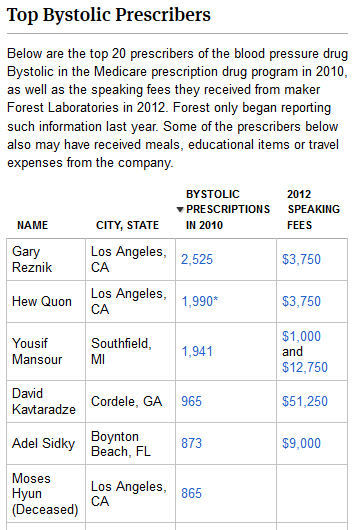 Top Bystolic Prescribers
Below are the top 20 prescribers of the blood pressure drug
Bystolic in the Medicare prescription drug program in 2010,
as well as the speaking fees they received from maker
Forest Laboratories in 2012. Forest only began reporting
such information last year. Some of the prescribers below
also may have received meals, educational items or travel
expenses from the company.
NAME CITY, STATE ▼BYSTOLIC PRESCRIPTIONS IN 2010 2012 SPEAKING FEES
Gary Reznik Los Angeles, CA 2,525 $3,750
Hew Quon Los Angeles, CA 1,990* $3,750
Yousif Mansour Southfield, MI 1,941 $1,000 and $12,750
David Kavtaradze Cordele, GA 965 $51,250
Adel Sidky Boynton Beach, FL 873 $9,000
Moses Hyun (Deceased) Los Angeles, CA 865